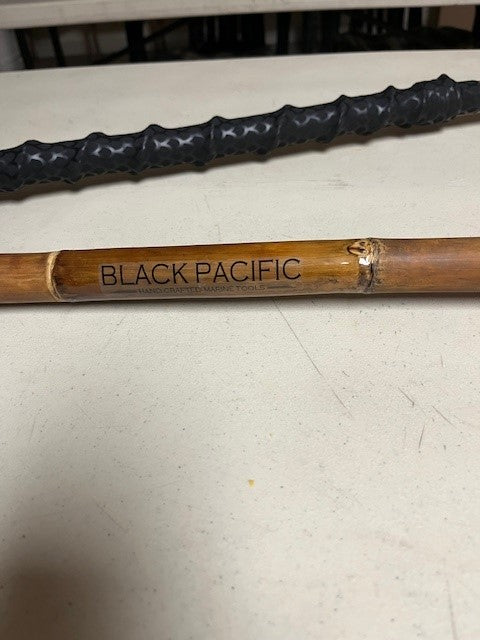 BLACK PACIFIC
HAND CRAFTED MARINE TOOLS